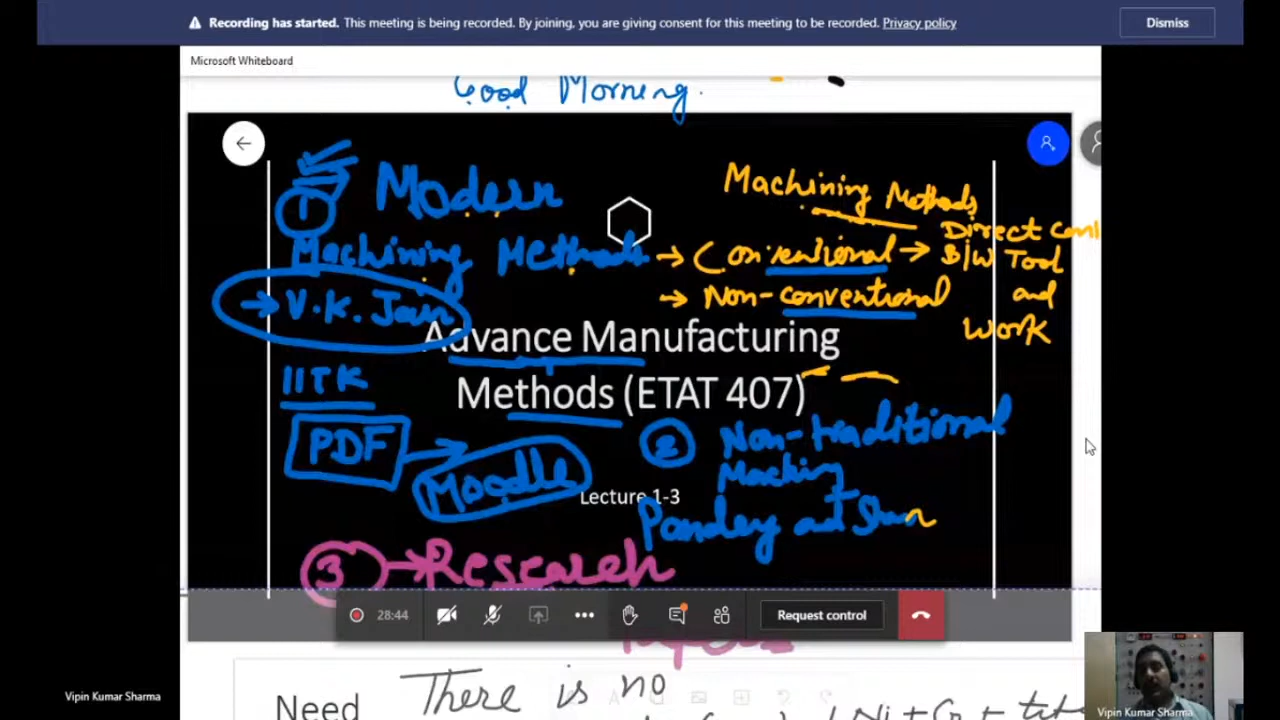 Recording has started. This meeting is being recorded. By joining, you are giving consent for this meeting to be recorded. Privacy policy
Dismiss
Microsoft Whiteboard
Good Morning.
1 Modern
Machining Methods
→ V.K. Jain
IITK
PDF → Moodle
Machining Methods
→ Conventional → Direct
B/W Tool
and
Work
→ Non-conventional
Advance Manufacturing
Methods (ETAT 407)
Lecture 1-3
2 Non-traditional
Pandey and
3 → Research
28:44
Request control
Need
There is no
Vipin Kumar Sharma
Vipin Kumar Sharma